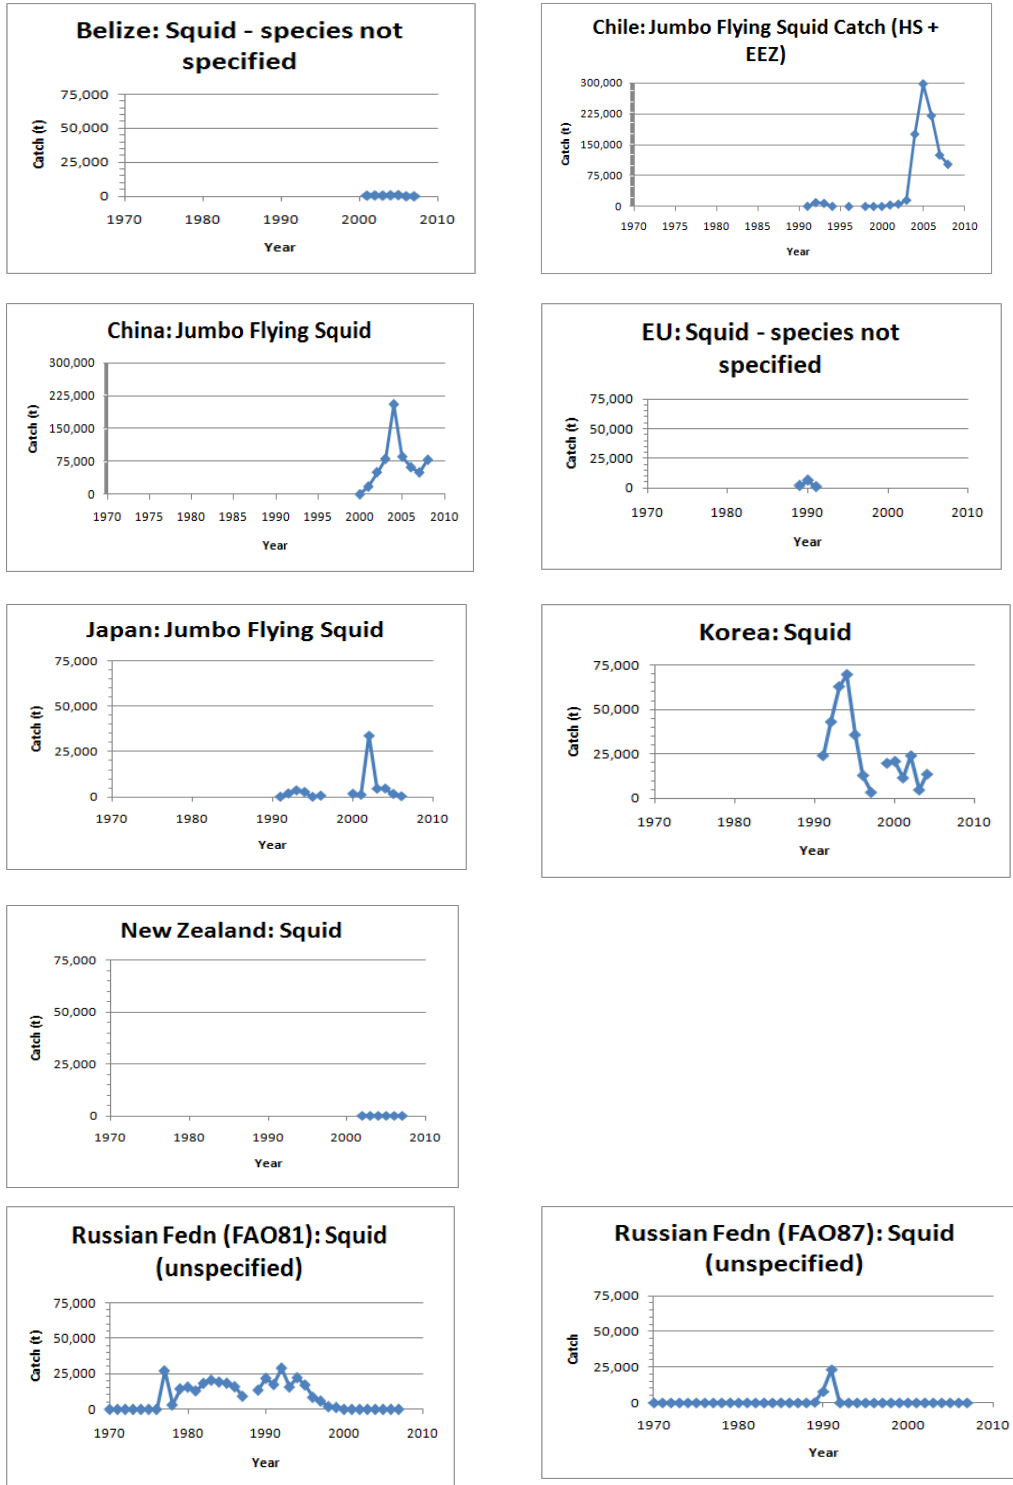 Belize: Squid - species not
specified
75,000
50,000
25,000
0
Catch (t)
1970 1980 1990 2000 2010
Year
Chile: Jumbo Flying Squid Catch (HS +
EEZ)
300,000
225,000
150,000
75,000
0
Catch (t)
1970 1975 1980 1985 1990 1995 2000 2005 2010
Year
China: Jumbo Flying Squid
300,000
225,000
150,000
75,000
0
Catch (t)
1970 1975 1980 1985 1990 1995 2000 2005 2010
Year
EU: Squid - species not
specified
75,000
50,000
25,000
0
Catch (t)
1970 1980 1990 2000 2010
Year
Japan: Jumbo Flying Squid
75,000
50,000
25,000
0
Catch (t)
1970 1980 1990 2000 2010
Year
Korea: Squid
75,000
50,000
25,000
0
Catch (t)
1970 1980 1990 2000 2010
Year
New Zealand: Squid
75,000
50,000
25,000
0
Catch (t)
1970 1980 1990 2000 2010
Year
Russian Fedn (FAO81): Squid
(unspecified)
75,000
50,000
25,000
0
Catch (t)
1970 1980 1990 2000 2010
Year
Russian Fedn (FAO87): Squid
(unspecified)
75,000
50,000
25,000
0
Catch
1970 1980 1990 2000 2010
Year